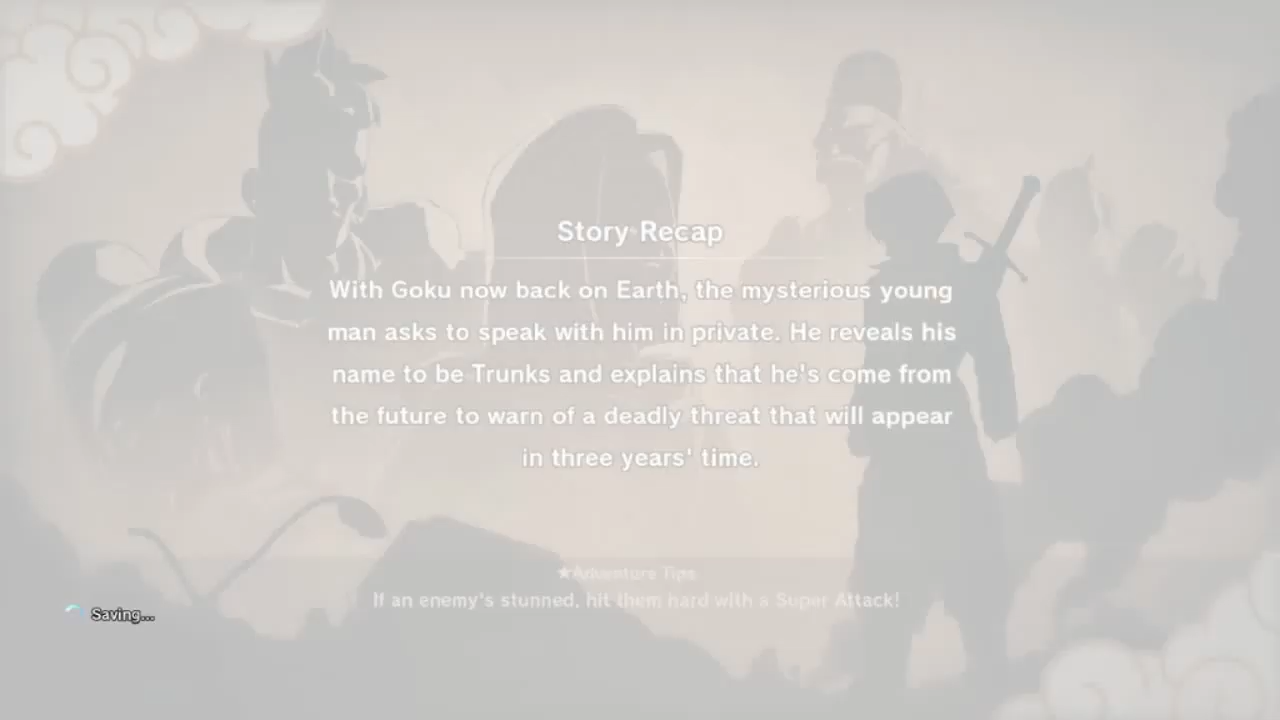 Story Recap
With Goku now back on Earth, the mysterious young
man asks to speak with him in private. He reveals his
name to be Trunks and explains that he's come from
the future to warn of a deadly threat that will appear
in three years' time.
★Adventure Tips
If an enemy's stunned, hit them hard with a Super Attack!
Saving...